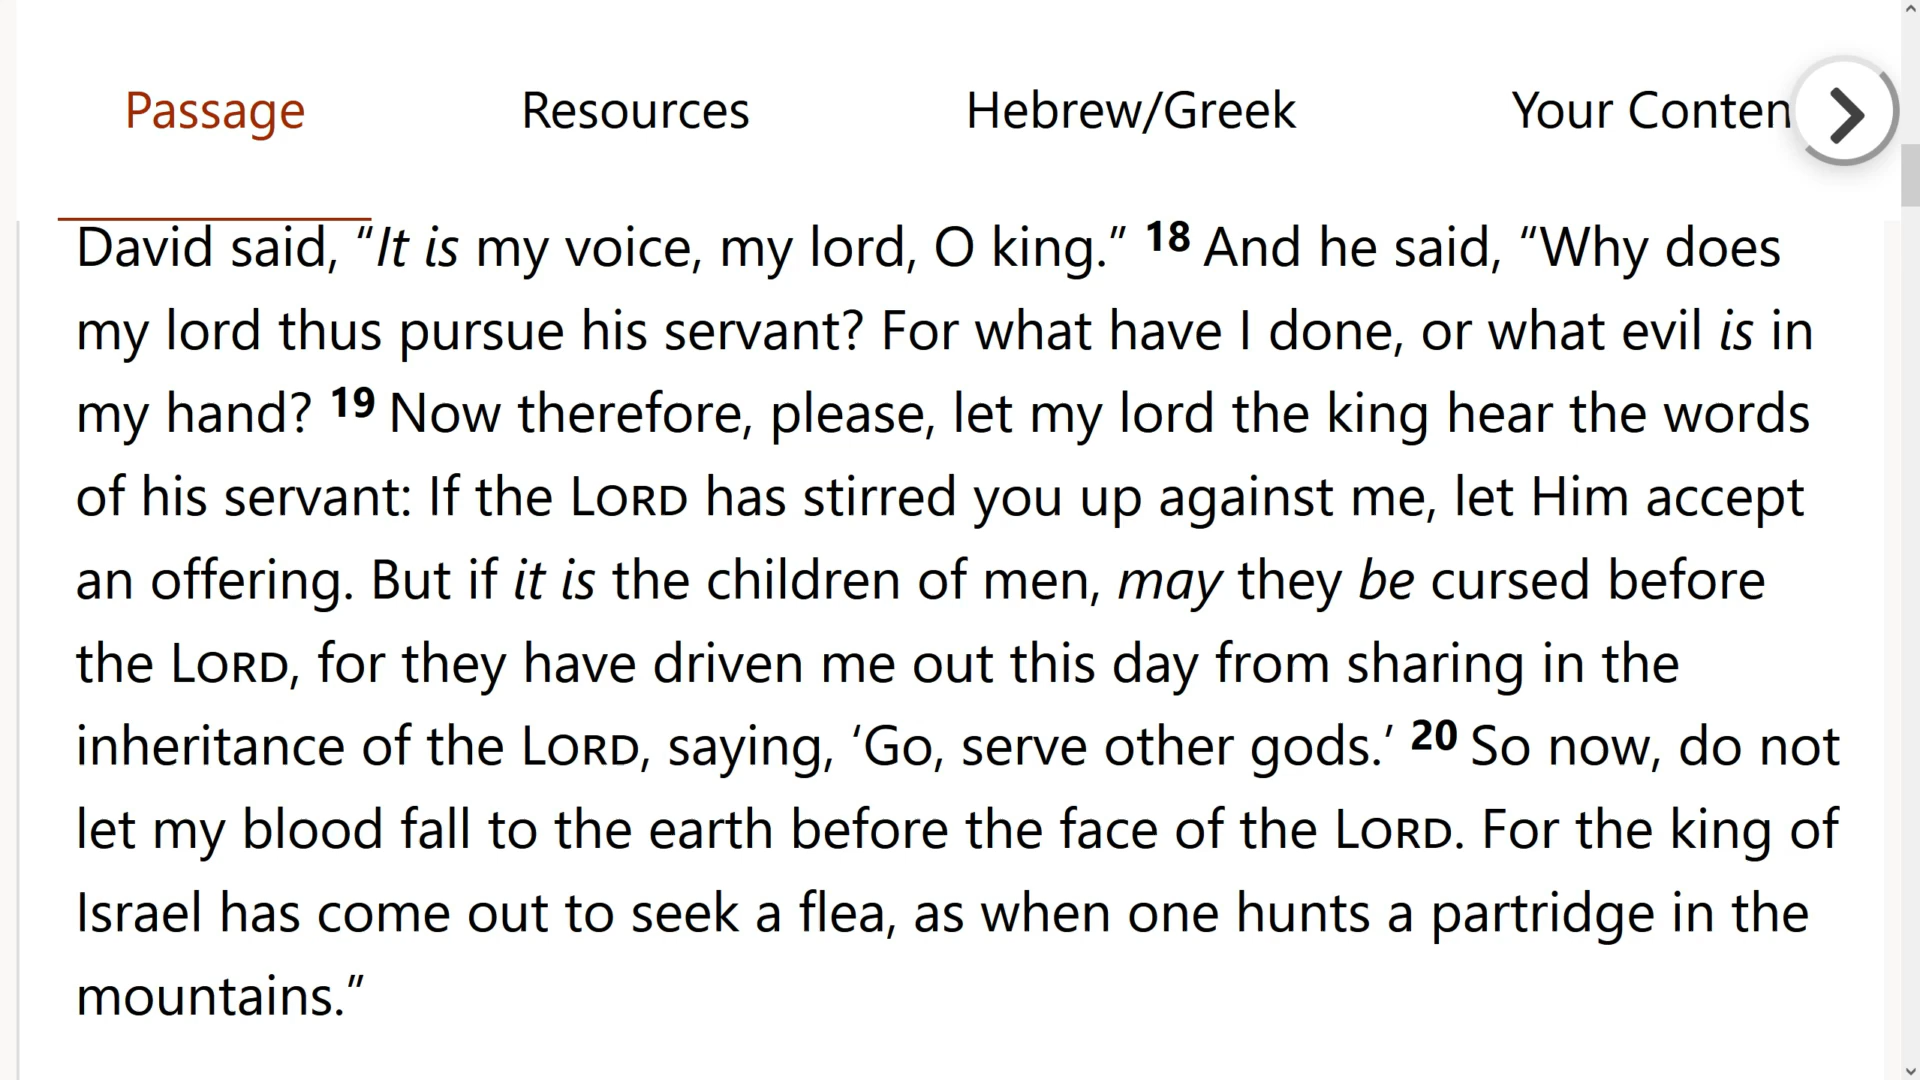 Passage Resources Hebrew/Greek Your Conten
David said, “It is my voice, my lord, O king.” 18 And he said, “Why does
my lord thus pursue his servant? For what have I done, or what evil is in
my hand? 19 Now therefore, please, let my lord the king hear the words
of his servant: If the LORD has stirred you up against me, let Him accept
an offering. But if it is the children of men, may they be cursed before
the LORD, for they have driven me out this day from sharing in the
inheritance of the LORD, saying, ‘Go, serve other gods.’ 20 So now, do not
let my blood fall to the earth before the face of the LORD. For the king of
Israel has come out to seek a flea, as when one hunts a partridge in the
mountains.”